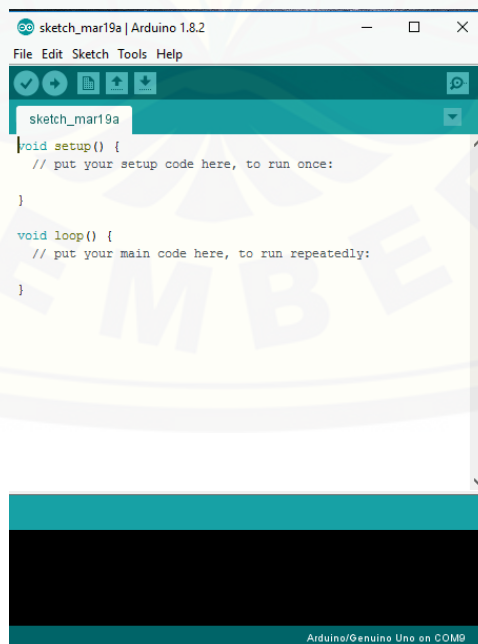 sketch_mar19a | Arduino 1.8.2
File Edit Sketch Tools Help
sketch_mar19a
void setup() {
// put your setup code here, to run once:
}
void loop() {
// put your main code here, to run repeatedly:
}
EMBE
Arduino/Genuino Uno on COM9